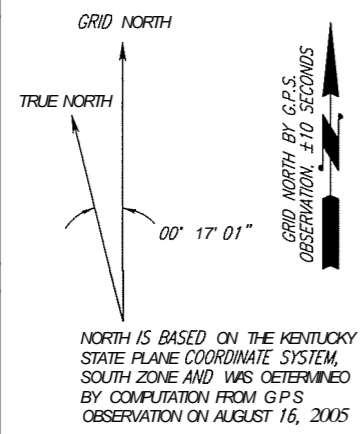 GRID NORTH
TRUE NORTH
00° 17' 01"
GRID NORTH BY G.P.S.
OBSERVATION, ±10 SECONDS
N
NORTH IS BASED ON THE KENTUCKY
STATE PLANE COORDINATE SYSTEM,
SOUTH ZONE AND WAS OETERMINEO
BY COMPUTATION FROM GPS
OBSERVATION ON AUGUST 16, 2005